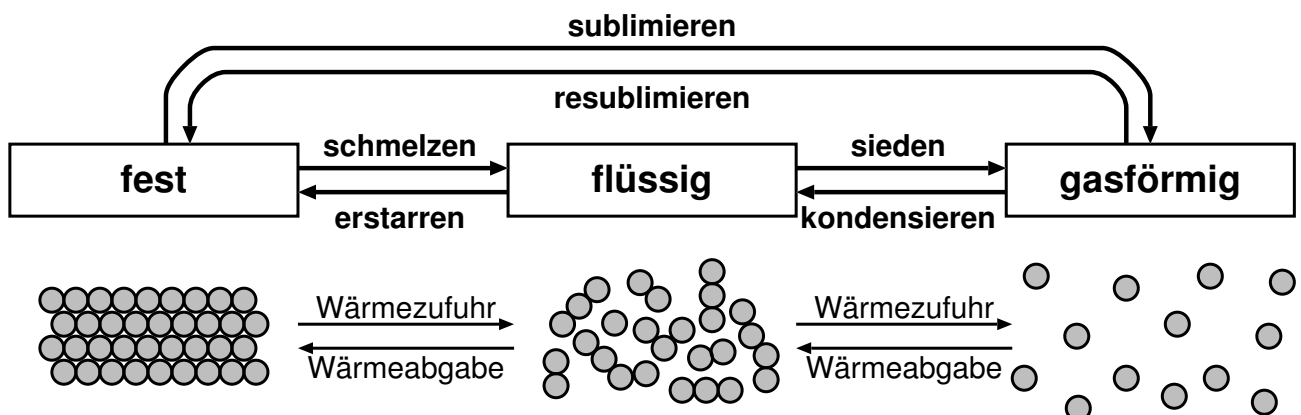 sublimieren
resublimieren
schmelzen
sieden
fest
flüssig
gasförmig
erstarren
kondensieren
Wärmezufuhr
Wärmezufuhr
Wärmeabgabe
Wärmeabgabe